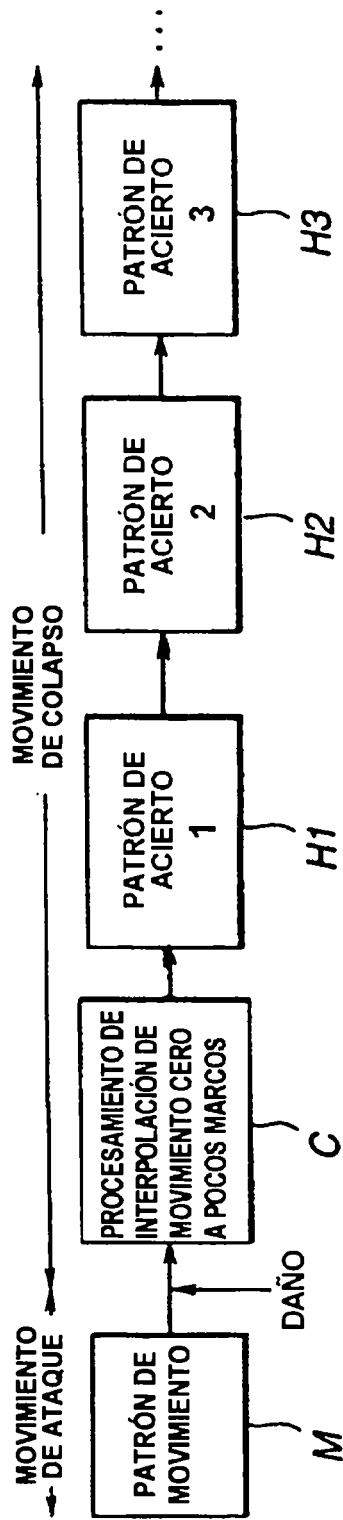 MOVIMIENTO
DE ATAQUE
MOVIMIENTO
DE COLAPSO
PATRÓN DE
MOVIMIENTO
M
DAÑO
PROCESAMIENTO DE
INTERPOLACIÓN DE
MOVIMIENTO CERO
A POCOS MARCOS
C
PATRÓN DE
ACIERTO
1
H1
PATRÓN DE
ACIERTO
2
H2
PATRÓN DE
ACIERTO
3
H3
...